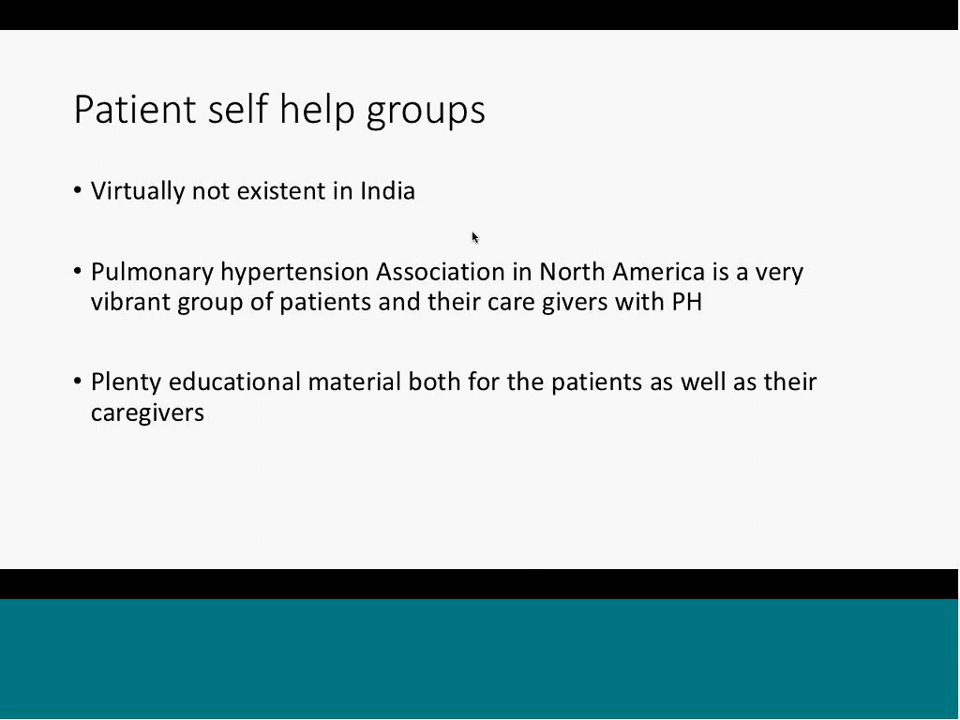 Patient self help groups
• Virtually not existent in India
• Pulmonary hypertension Association in North America is a very
vibrant group of patients and their care givers with PH
• Plenty educational material both for the patients as well as their
caregivers